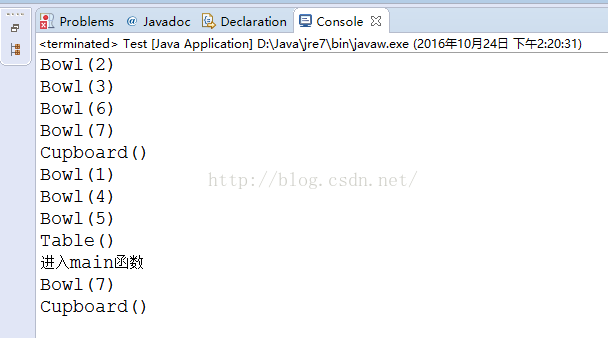 Problems @ Javadoc Declaration Console
<terminated> Test [Java Application] D:\Java\jre7\bin\javaw.exe (2016年10月24日 下午2:20:31)
Bowl(2)
Bowl(3)
Bowl(6)
Bowl(7)
Cupboard()
Bowl(1)
http://blog.csdn.net/
Bowl(4)
Bowl(5)
Table()
进入main函数
Bowl(7)
Cupboard()